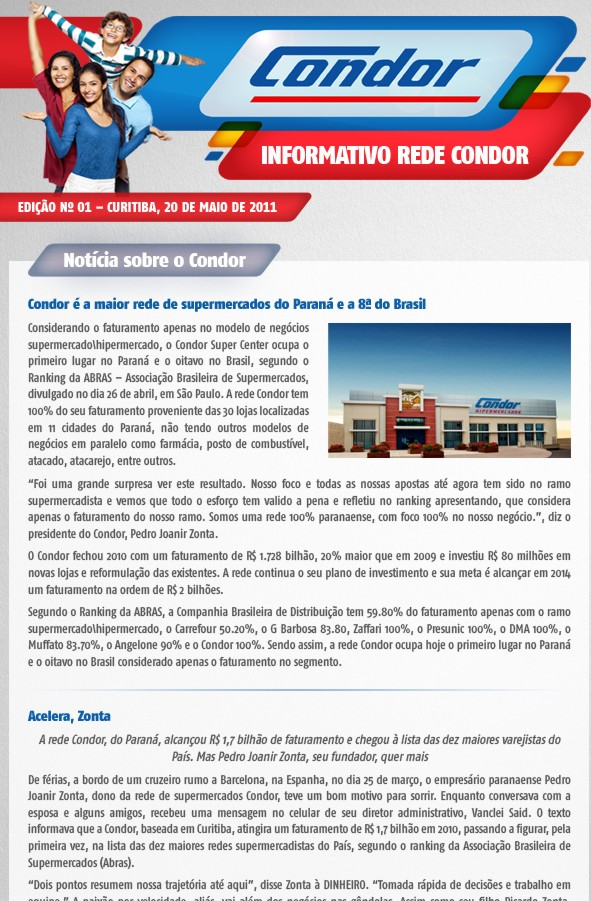 Condor
INFORMATIVO REDE CONDOR
EDIÇÃO Nº 01 – CURITIBA, 20 DE MAIO DE 2011
Notícia sobre o Condor
Condor é a maior rede de supermercados do Paraná e a 8ª do Brasil
Considerando o faturamento apenas no modelo de negócios
supermercado\hipermercado, o Condor Super Center ocupa o
primeiro lugar no Paraná e o oitavo no Brasil, segundo o
Ranking da ABRAS – Associação Brasileira de Supermercados,
divulgado no dia 26 de abril, em São Paulo. A rede Condor tem
100% do seu faturamento proveniente das 30 lojas localizadas
em 11 cidades do Paraná, não tendo outros modelos de
negócios em paralelo como farmácia, posto de combustível,
atacado, atacarejo, entre outros.
Condor
HIPERMERCADOS
“Foi uma grande surpresa ver este resultado. Nosso foco e todas as nossas apostas até agora tem sido no ramo
supermercadista e vemos que todo o esforço tem valido a pena e refletiu no ranking apresentando, que considera
apenas o faturamento do nosso ramo. Somos uma rede 100% paranaense, com foco 100% no nosso negócio.”, diz o
presidente do Condor, Pedro Joanir Zonta.
O Condor fechou 2010 com um faturamento de R$ 1.728 bilhão, 20% maior que em 2009 e investiu R$ 80 milhões em
novas lojas e reformulação das existentes. A rede continua o seu plano de investimento e sua meta é alcançar em 2014
um faturamento na ordem de R$ 2 bilhões.
Segundo o Ranking da ABRAS, a Companhia Brasileira de Distribuição tem 59.80% do faturamento apenas com o ramo
supermercado\hipermercado, o Carrefour 50.20%, o G Barbosa 83.80, Zaffari 100%, o Presunic 100%, o DMA 100%, o
Muffato 83.70%, o Angelone 90% e o Condor 100%. Sendo assim, a rede Condor ocupa hoje o primeiro lugar no Paraná
e o oitavo no Brasil considerado apenas o faturamento no segmento.
Acelera, Zonta
A rede Condor, do Paraná, alcançou R$ 1,7 bilhão de faturamento e chegou à lista das dez maiores varejistas do
País. Mas Pedro Joanir Zonta, seu fundador, quer mais
De férias, a bordo de um cruzeiro rumo a Barcelona, na Espanha, no dia 25 de março, o empresário paranaense Pedro
Joanir Zonta, dono da rede de supermercados Condor, teve um bom motivo para sorrir. Enquanto conversava com a
esposa e alguns amigos, recebeu uma mensagem no celular de seu diretor administrativo, Vanclei Said. O texto
informava que a Condor, baseada em Curitiba, atingira um faturamento de R$ 1,7 bilhão em 2010, passando a figurar, pela
primeira vez, na lista das dez maiores redes supermercadistas do País, segundo o ranking da Associação Brasileira de
Supermercados (Abras).
“Dois pontos resumem nossa trajetória até aqui”, disse Zonta à DINHEIRO. “Tomada rápida de decisões e trabalho em
equipe.” A paixão por velocidade, aliás, vai além dos negócios nas gôndolas. Assim como seu filho Ricardo Zonta,